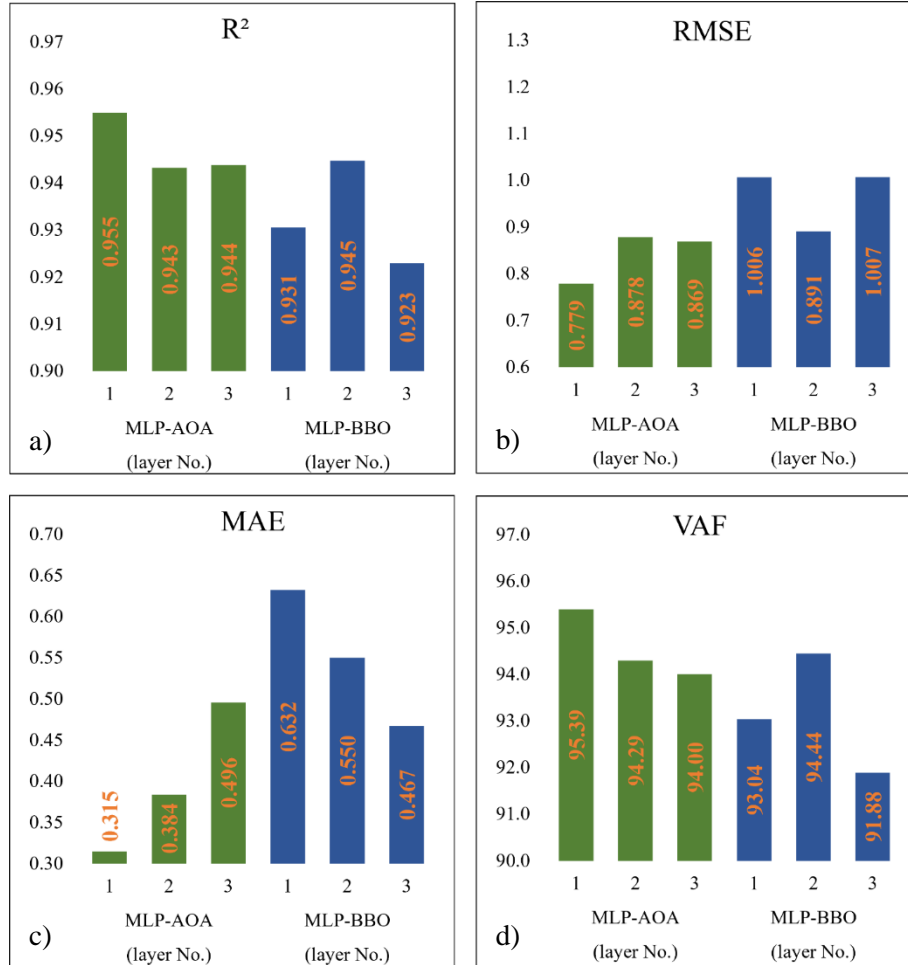 R²
0.97
0.96
0.95
0.94
0.93
0.92
0.91
0.90
0.955
0.943
0.944
0.931
0.945
0.923
1 2 3 1 2 3
MLP-AOA MLP-BBO
(layer No.) (layer No.)
a)
RMSE
1.3
1.2
1.1
1.0
0.9
0.8
0.7
0.6
0.779
0.878
0.869
1.006
0.891
1.007
1 2 3 1 2 3
MLP-AOA MLP-BBO
(layer No.) (layer No.)
b)
MAE
0.70
0.65
0.60
0.55
0.50
0.45
0.40
0.35
0.30
0.315
0.384
0.496
0.632
0.550
0.467
1 2 3 1 2 3
MLP-AOA MLP-BBO
(layer No.) (layer No.)
c)
VAF
97.0
96.0
95.0
94.0
93.0
92.0
91.0
90.0
95.39
94.29
94.00
93.04
94.44
91.88
1 2 3 1 2 3
MLP-AOA MLP-BBO
(layer No.) (layer No.)
d)